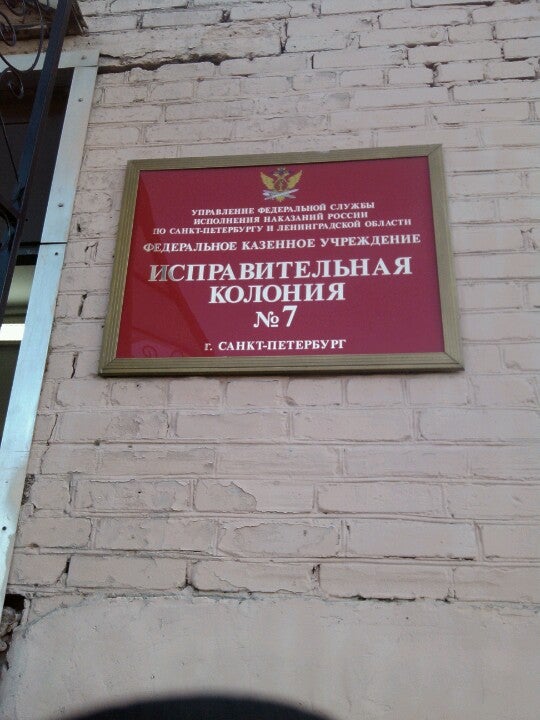 УПРАВЛЕНИЕ ФЕДЕРАЛЬНОЙ СЛУЖБЫ
ИСПОЛНЕНИЯ НАКАЗАНИЙ РОССИИ
ПО САНКТ-ПЕТЕРБУРГУ И ЛЕНИНГРАДСКОЙ ОБЛАСТИ
ФЕДЕРАЛЬНОЕ КАЗЕННОЕ УЧРЕЖДЕНИЕ
ИСПРАВИТЕЛЬНАЯ
КОЛОНИЯ
№7
г. САНКТ-ПЕТЕРБУРГ